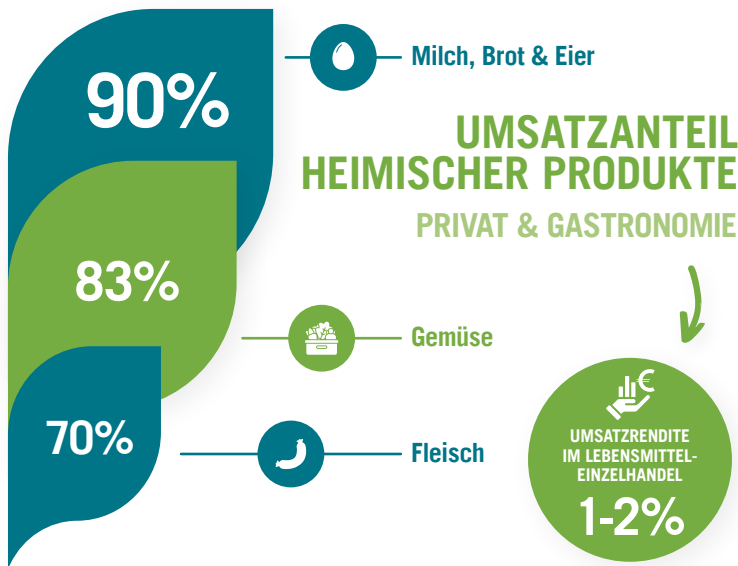 90%
Milch, Brot & Eier
UMSATZANTEIL
HEIMISCHER PRODUKTE
PRIVAT & GASTRONOMIE
83%
Gemüse
70%
Fleisch
€
UMSATZRENDITE
IM LEBENSMITTEL-
EINZELHANDEL
1-2%